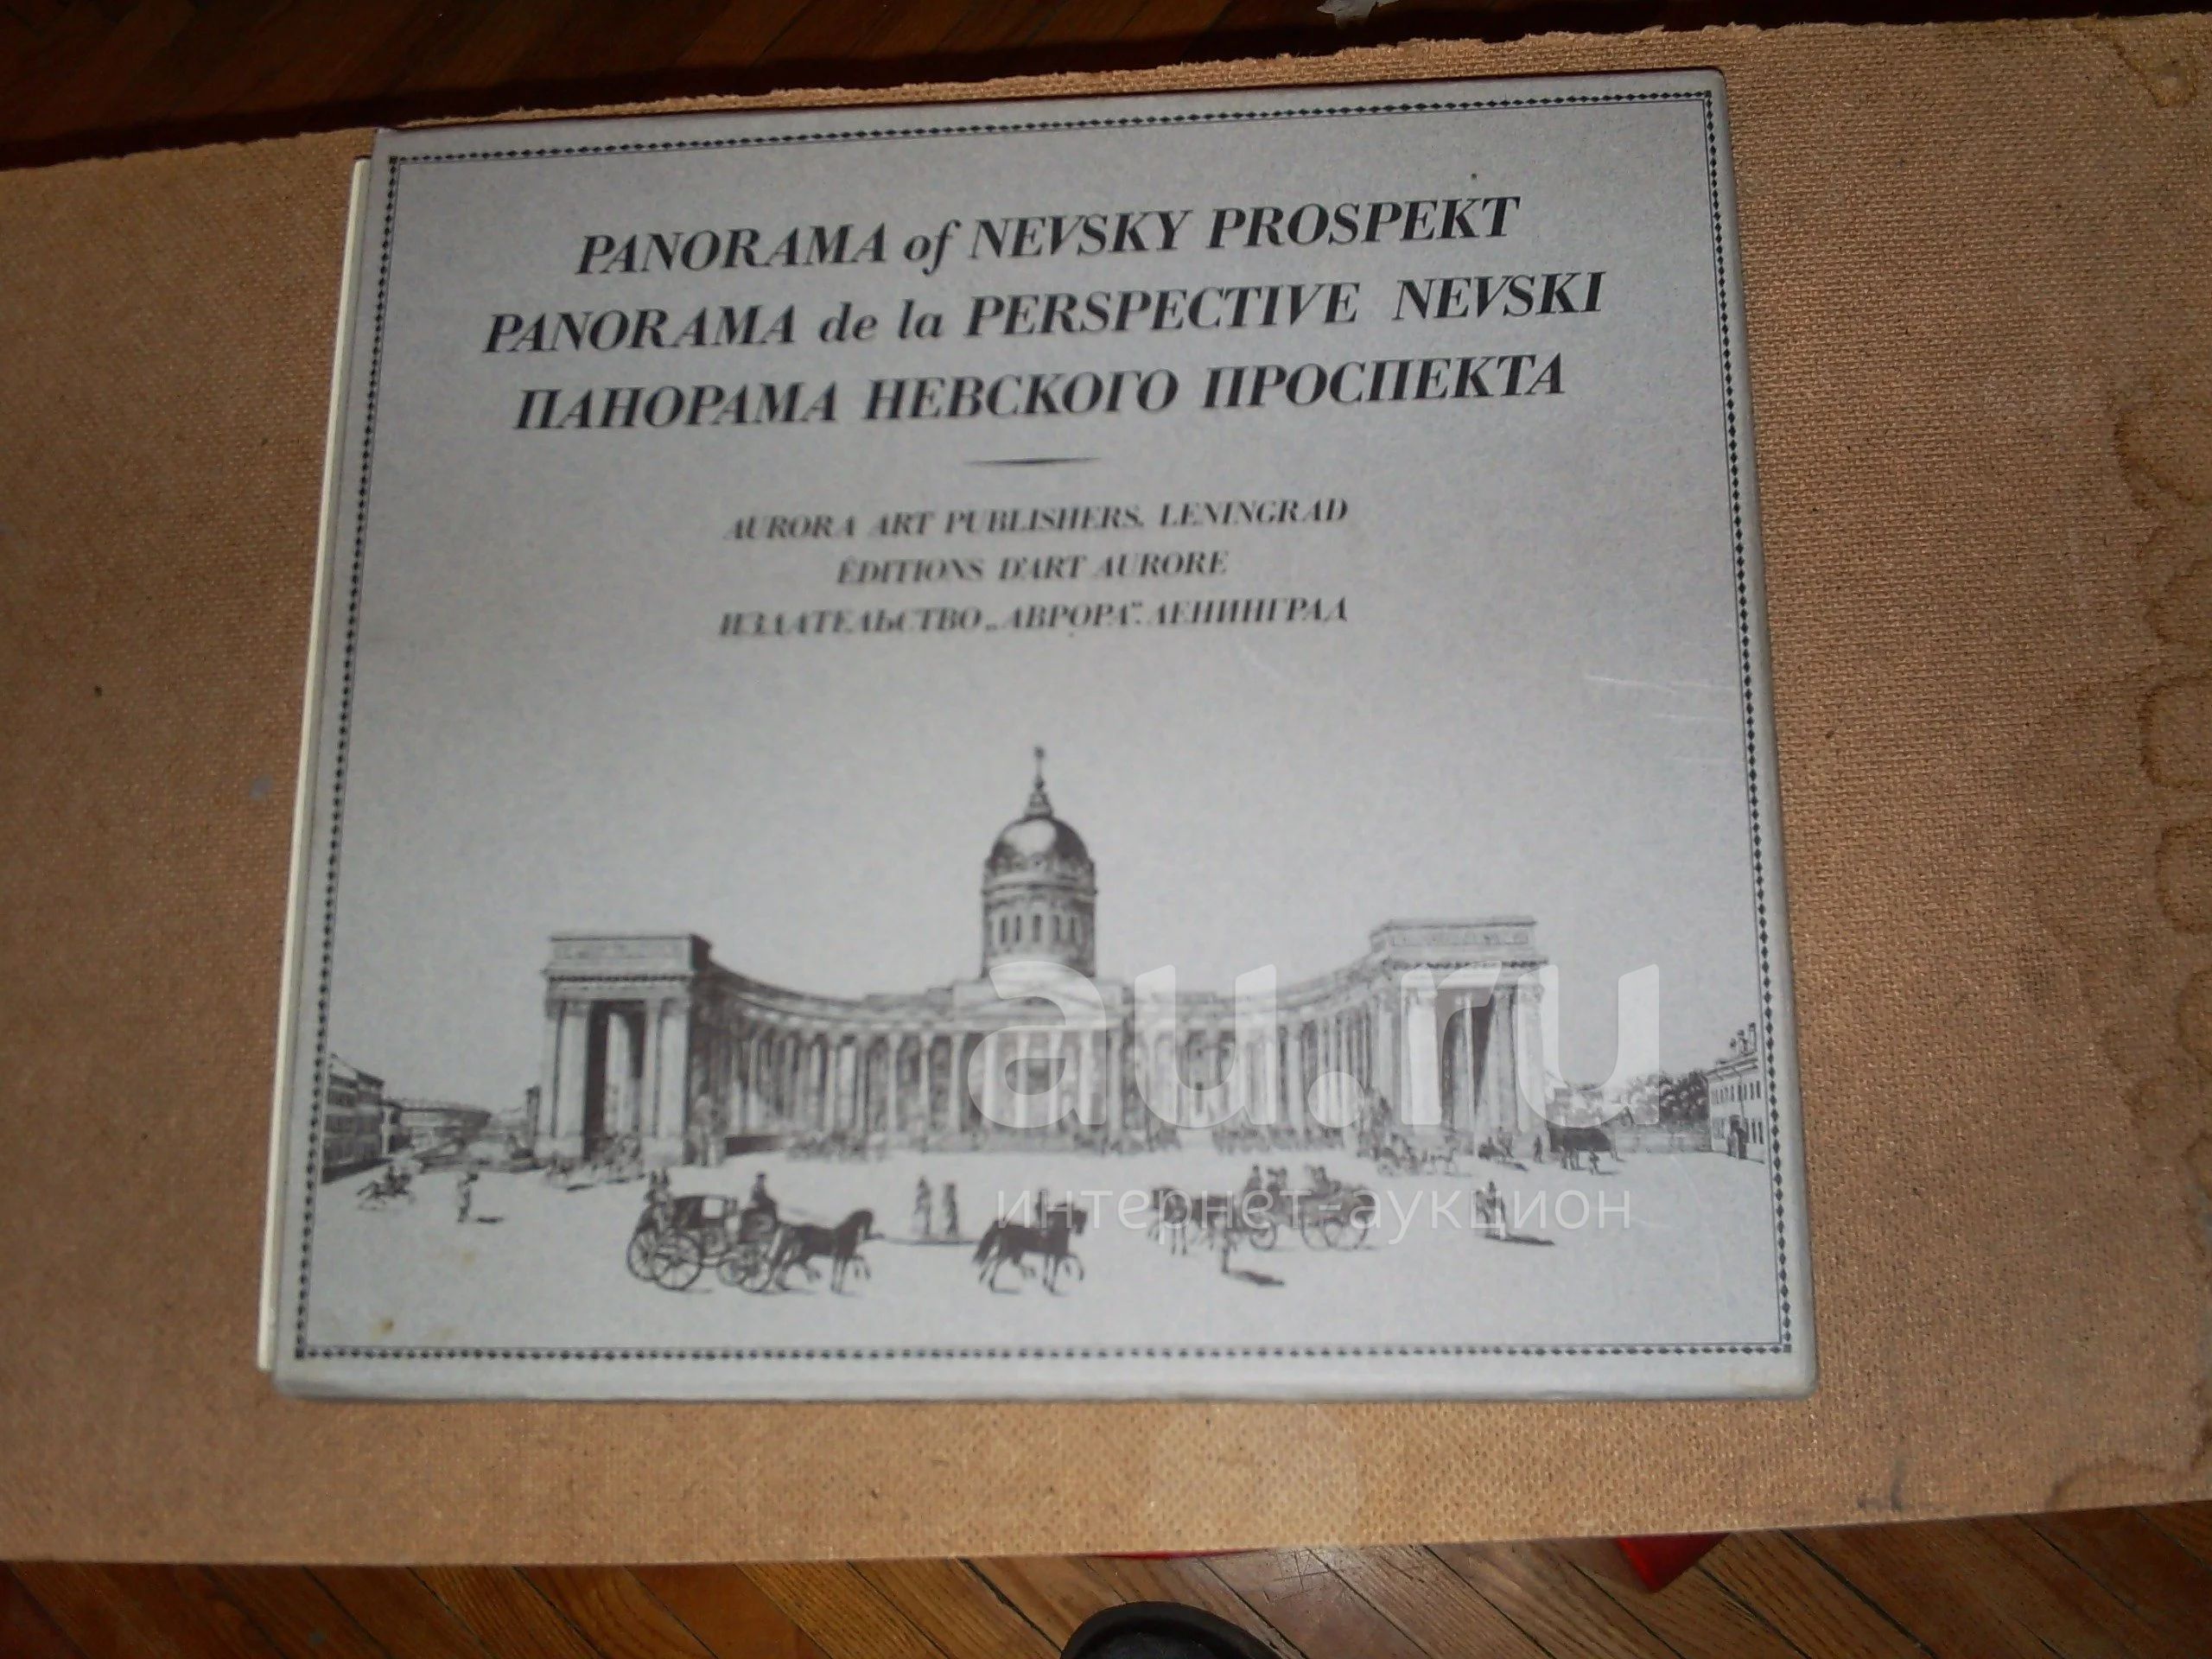 PANORAMA of NEVSKY PROSPEKT
PANORAMA de la PERSPECTIVE NEVSKI
ПАНОРАМА НЕВСКОГО ПРОСПЕКТА
AURORA ART PUBLISHERS. LENINGRAD
ÉDITIONS D'ART AURORE
ИЗДАТЕЛЬСТВО „АВРОРА". ЛЕНИНГРАД
au.ru
интернет-аукцион